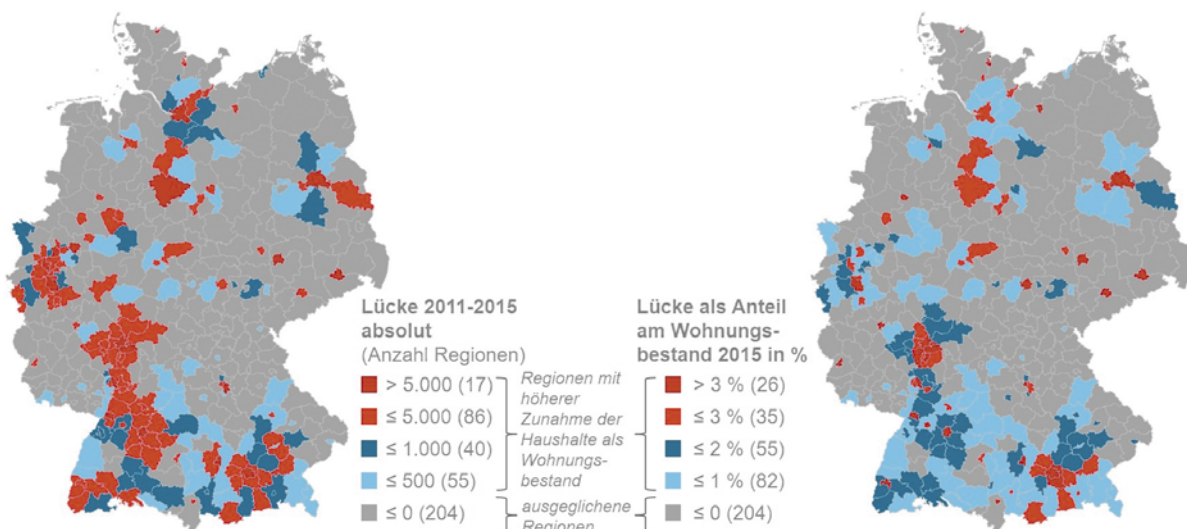 Lücke 2011-2015
absolut
(Anzahl Regionen)
> 5.000 (17)
≤ 5.000 (86)
≤ 1.000 (40)
≤ 500 (55)
≤ 0 (204)
Regionen mit
höherer
Zunahme der
Haushalte als
Wohnungs-
bestand
ausgeglichene
Regionen
Lücke als Anteil
am Wohnungs-
bestand 2015 in %
> 3 % (26)
≤ 3 % (35)
≤ 2 % (55)
≤ 1 % (82)
≤ 0 (204)